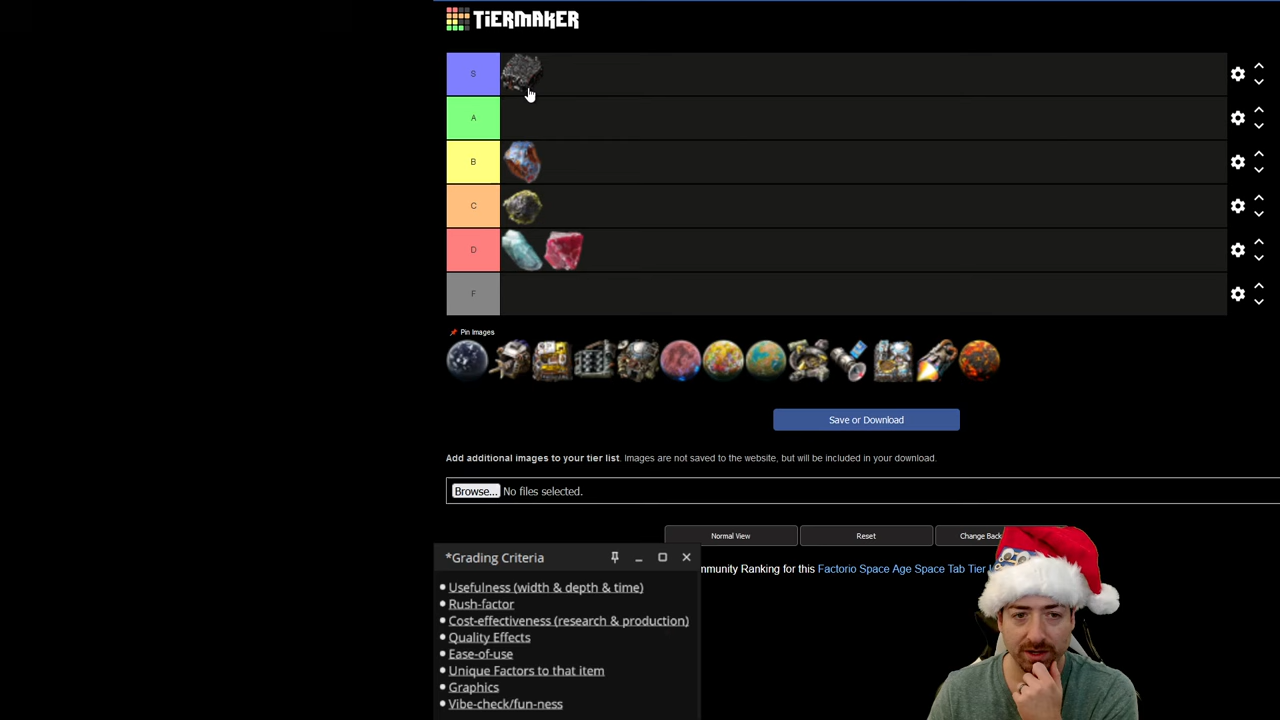 TiERMAKER
S
A
B
C
D
F
Pin Images
Save or Download
Add additional images to your tier list. Images are not saved to the website, but will be included in your download.
Browse... No files selected.
Normal View
Reset
Change Back
mmunity Ranking for this Factorio Space Age Space Tab Tier
*Grading Criteria
• Usefulness (width & depth & time)
• Rush-factor
• Cost-effectiveness (research & production)
• Quality Effects
• Ease-of-use
• Unique Factors to that item
• Graphics
• Vibe-check/fun-ness